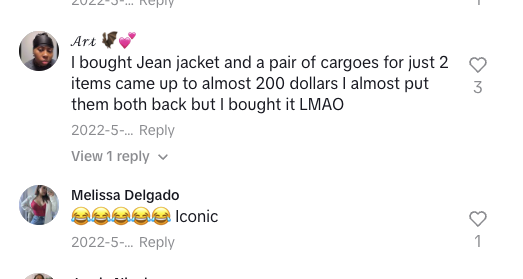 Reply
1
𝓐𝓻𝓽 🦇💕
I bought Jean jacket and a pair of cargoes for just 2
items came up to almost 200 dollars I almost put
them both back but I bought it LMAO
3
2022-5-... Reply
View 1 reply
Melissa Delgado
😂😂😂😂😂 Iconic
2022-5-... Reply
1